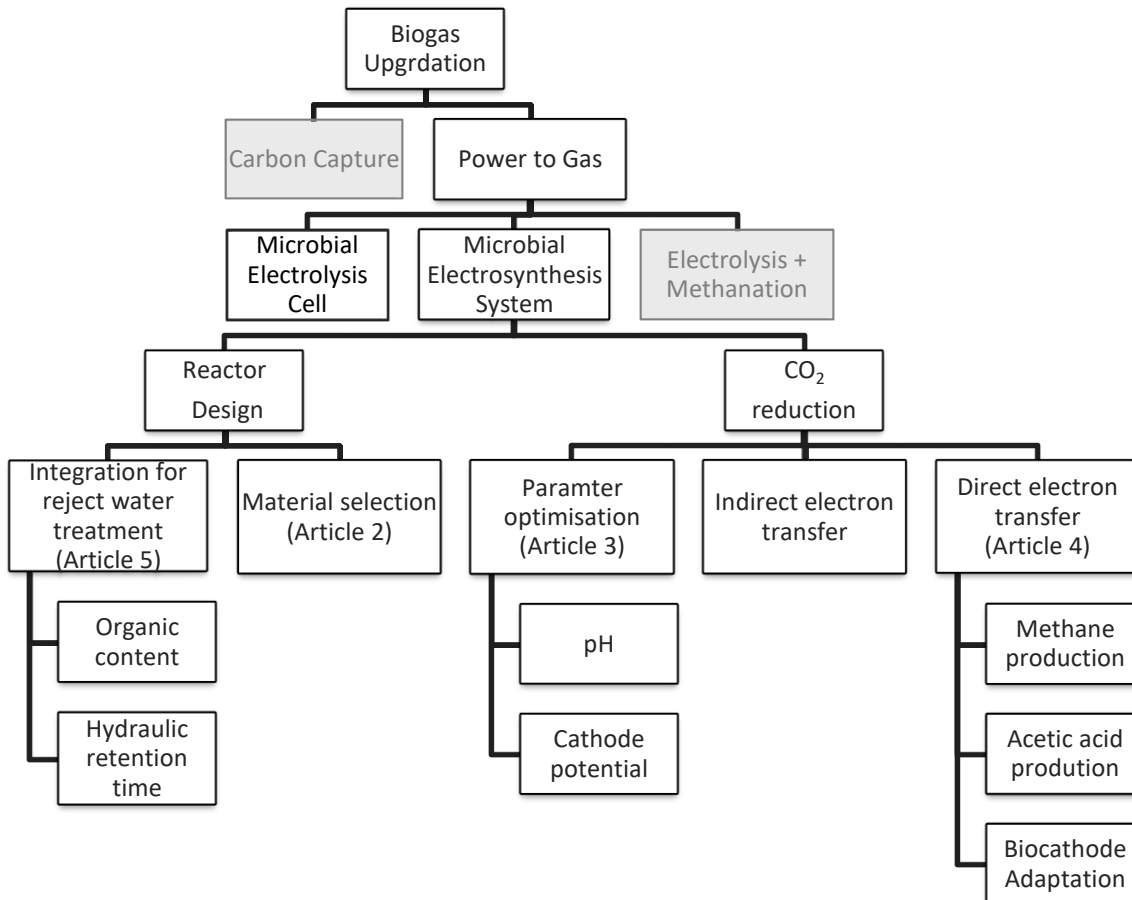 Biogas
Upgrdation
Carbon Capture
Power to Gas
Microbial
Electrolysis
Cell
Microbial
Electrosynthesis
System
Electrolysis +
Methanation
Reactor
Design
CO₂
reduction
Integration for
reject water
treatment
(Article 5)
Material selection
(Article 2)
Paramter
optimisation
(Article 3)
Indirect electron
transfer
Direct electron
transfer
(Article 4)
Organic
content
Hydraulic
retention
time
pH
Cathode
potential
Methane
production
Acetic acid
prodution
Biocathode
Adaptation